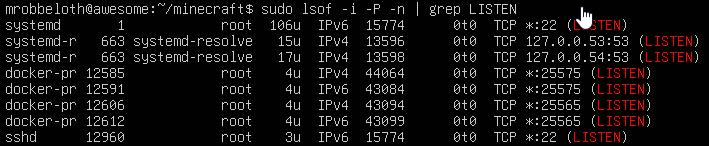 mrobbeloth@awesome:~/minecraft$ sudo lsof -i -P -n | grep LISTEN
systemd 1 root 106u IPv6 15774 0t0 TCP *:22 (LISTEN)
systemd-r 663 systemd-resolve 15u IPv4 13596 0t0 TCP 127.0.0.53:53 (LISTEN)
systemd-r 663 systemd-resolve 17u IPv4 13598 0t0 TCP 127.0.0.54:53 (LISTEN)
docker-pr 12585 root 4u IPv4 44064 0t0 TCP *:25575 (LISTEN)
docker-pr 12591 root 4u IPv6 43084 0t0 TCP *:25575 (LISTEN)
docker-pr 12606 root 4u IPv4 43094 0t0 TCP *:25565 (LISTEN)
docker-pr 12612 root 4u IPv6 43099 0t0 TCP *:25565 (LISTEN)
sshd 12960 root 3u IPv6 15774 0t0 TCP *:22 (LISTEN)